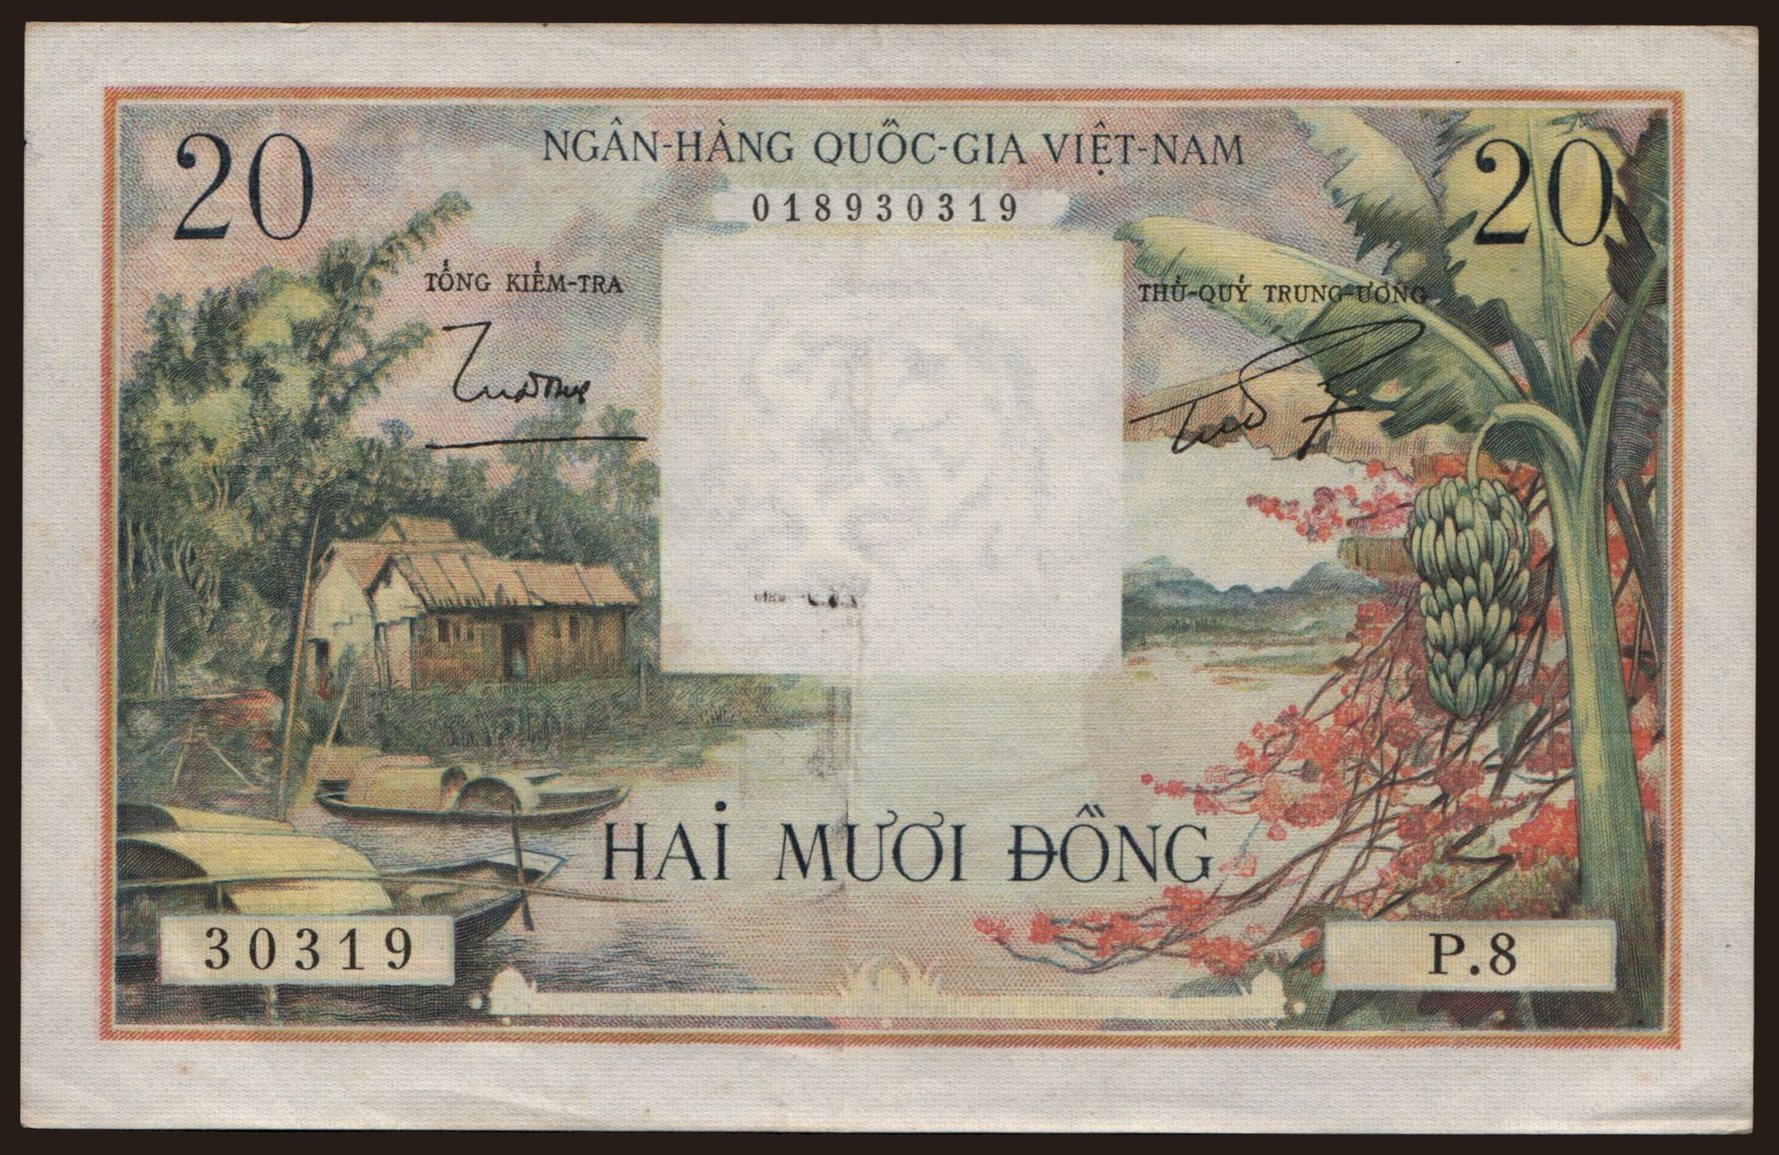 20
NGÂN-HÀNG QUỐC-GIA VIỆT-NAM
20
018930319
TỔNG KIỂM-TRA
THỦ-QUỸ TRUNG-ƯƠNG
HAI MƯƠI ĐỒNG
30319
P.8